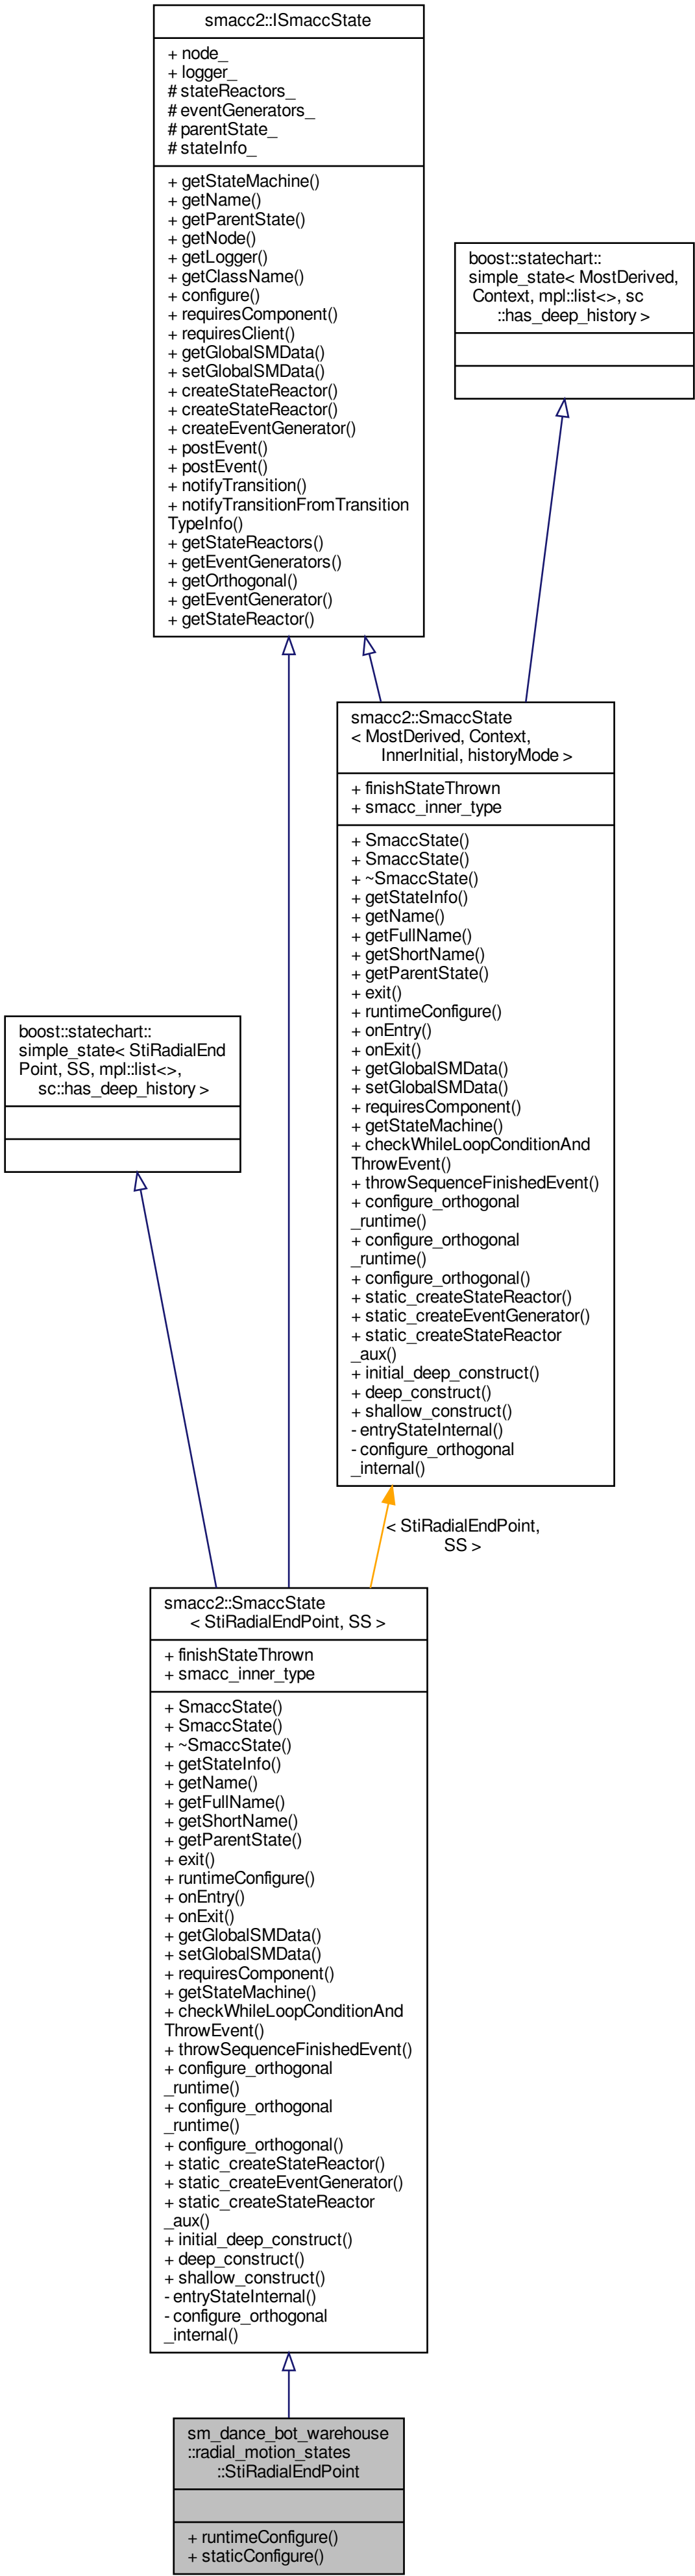 smacc2::ISmaccState
+ node_
+ logger_
# stateReactors_
# eventGenerators_
# parentState_
# stateInfo_
+ getStateMachine()
+ getName()
+ getParentState()
+ getNode()
+ getLogger()
+ getClassName()
+ configure()
+ requiresComponent()
+ requiresClient()
+ getGlobalSMData()
+ setGlobalSMData()
+ createStateReactor()
+ createStateReactor()
+ createEventGenerator()
+ postEvent()
+ postEvent()
+ notifyTransition()
+ notifyTransitionFromTransition
TypeInfo()
+ getStateReactors()
+ getEventGenerators()
+ getOrthogonal()
+ getEventGenerator()
+ getStateReactor()
boost::statechart::
simple_state< MostDerived,
Context, mpl::list<>, sc
::has_deep_history >
smacc2::SmaccState
< MostDerived, Context,
InnerInitial, historyMode >
+ finishStateThrown
+ smacc_inner_type
+ SmaccState()
+ SmaccState()
+ ~SmaccState()
+ getStateInfo()
+ getName()
+ getFullName()
+ getShortName()
+ getParentState()
+ exit()
+ runtimeConfigure()
+ onEntry()
+ onExit()
+ getGlobalSMData()
+ setGlobalSMData()
+ requiresComponent()
+ getStateMachine()
+ checkWhileLoopConditionAnd
ThrowEvent()
+ throwSequenceFinishedEvent()
+ configure_orthogonal
_runtime()
+ configure_orthogonal
_runtime()
+ configure_orthogonal()
+ static_createStateReactor()
+ static_createEventGenerator()
+ static_createStateReactor
_aux()
+ initial_deep_construct()
+ deep_construct()
+ shallow_construct()
- entryStateInternal()
- configure_orthogonal
_internal()
boost::statechart::
simple_state< StiRadialEnd
Point, SS, mpl::list<>,
sc::has_deep_history >
< StiRadialEndPoint,
SS >
smacc2::SmaccState
< StiRadialEndPoint, SS >
+ finishStateThrown
+ smacc_inner_type
+ SmaccState()
+ SmaccState()
+ ~SmaccState()
+ getStateInfo()
+ getName()
+ getFullName()
+ getShortName()
+ getParentState()
+ exit()
+ runtimeConfigure()
+ onEntry()
+ onExit()
+ getGlobalSMData()
+ setGlobalSMData()
+ requiresComponent()
+ getStateMachine()
+ checkWhileLoopConditionAnd
ThrowEvent()
+ throwSequenceFinishedEvent()
+ configure_orthogonal
_runtime()
+ configure_orthogonal
_runtime()
+ configure_orthogonal()
+ static_createStateReactor()
+ static_createEventGenerator()
+ static_createStateReactor
_aux()
+ initial_deep_construct()
+ deep_construct()
+ shallow_construct()
- entryStateInternal()
- configure_orthogonal
_internal()
sm_dance_bot_warehouse
::radial_motion_states
::StiRadialEndPoint
+ runtimeConfigure()
+ staticConfigure()